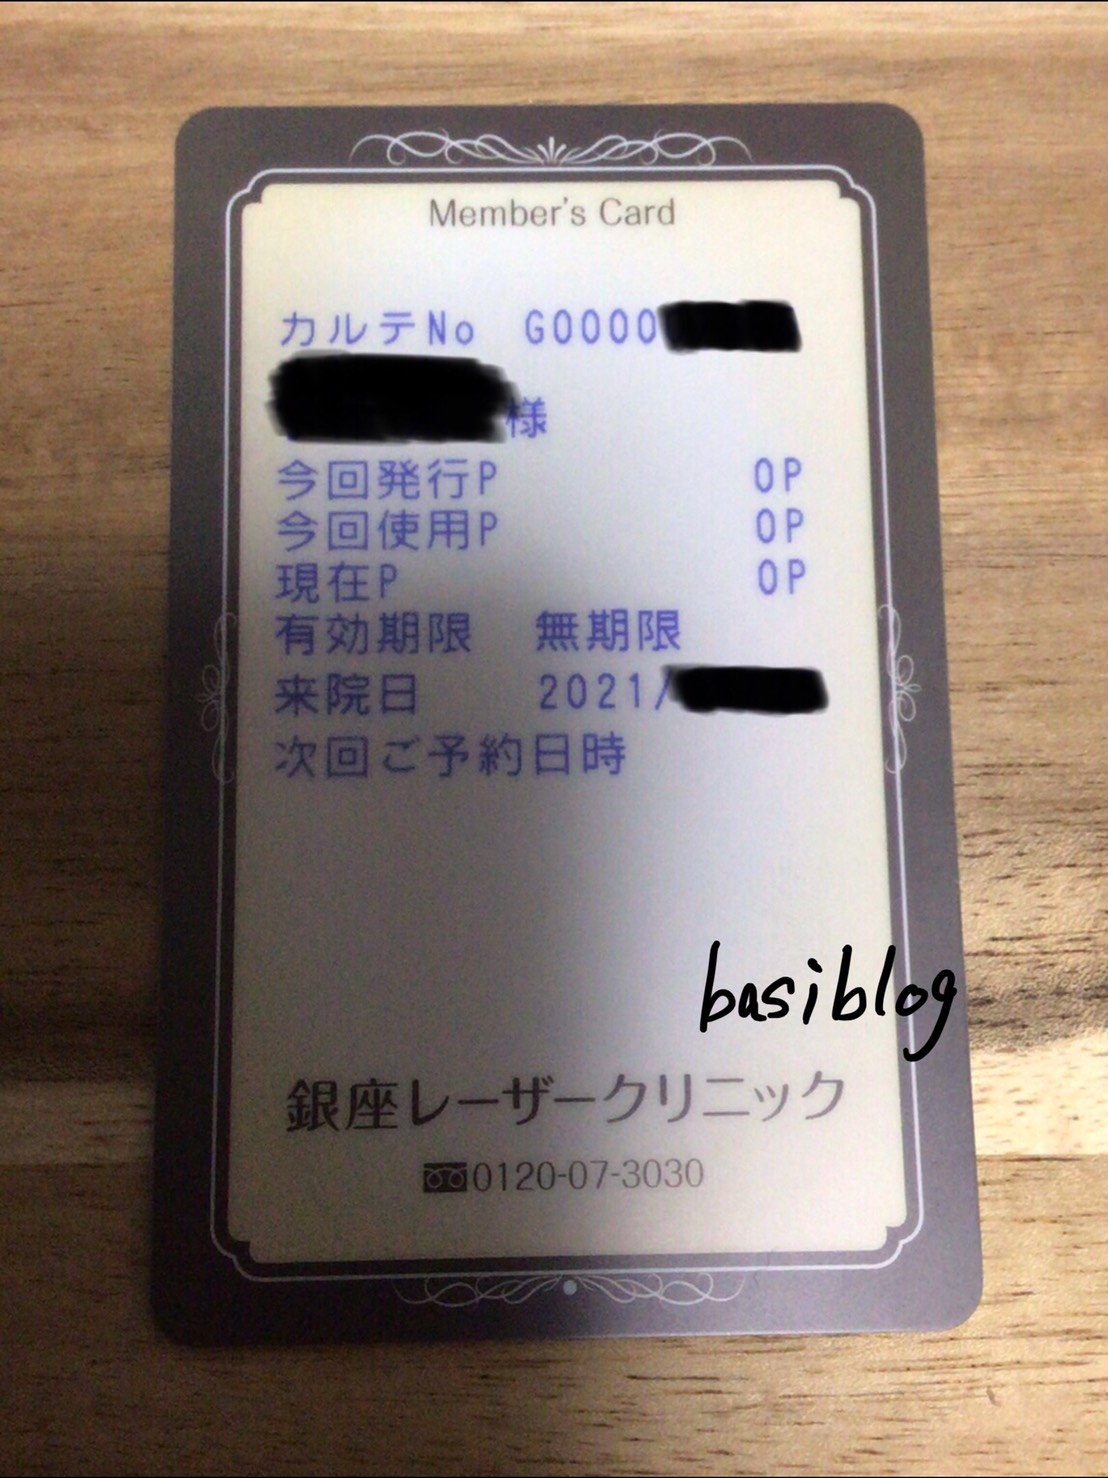 Member's Card
カルテNo G0000
様
今回発行P 0P
今回使用P 0P
現在P 0P
有効期限 無期限
来院日 2021/
次回ご予約日時
basiblog
銀座レーザークリニック
0120-07-3030